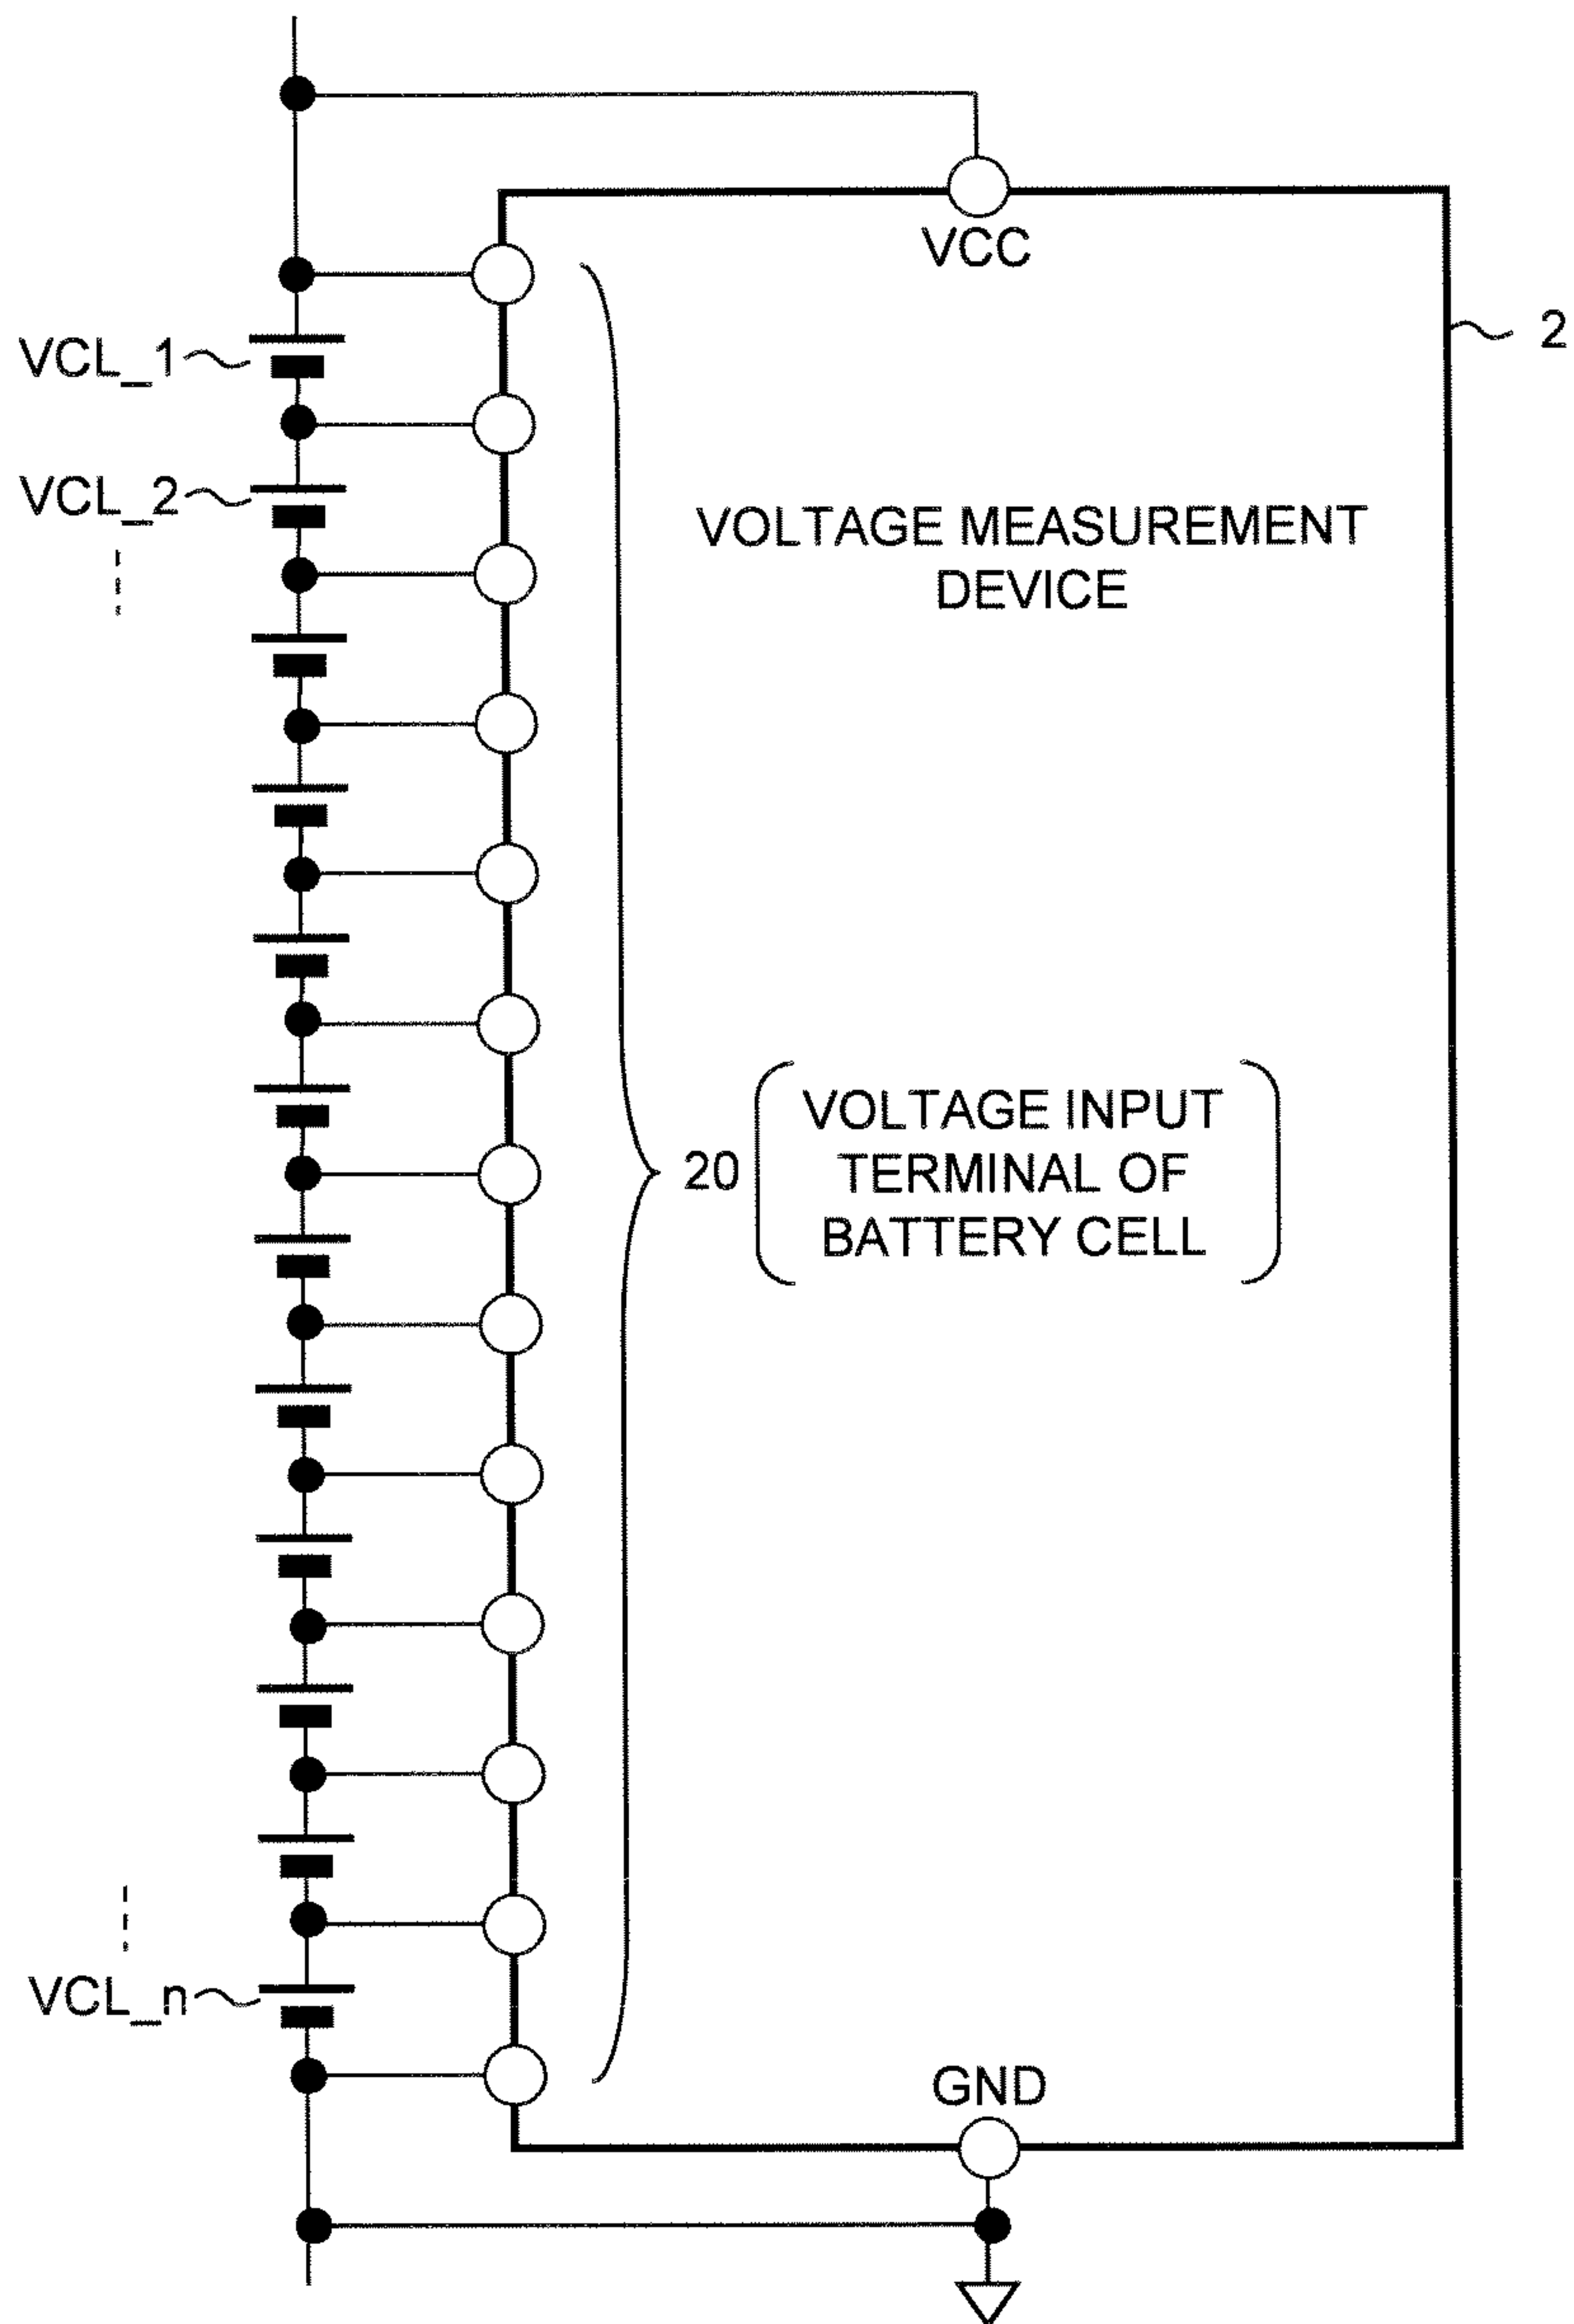 VCC
VCL_1
2
VCL_2
VOLTAGE MEASUREMENT
DEVICE
20
VOLTAGE INPUT
TERMINAL OF
BATTERY CELL
VCL_n
GND